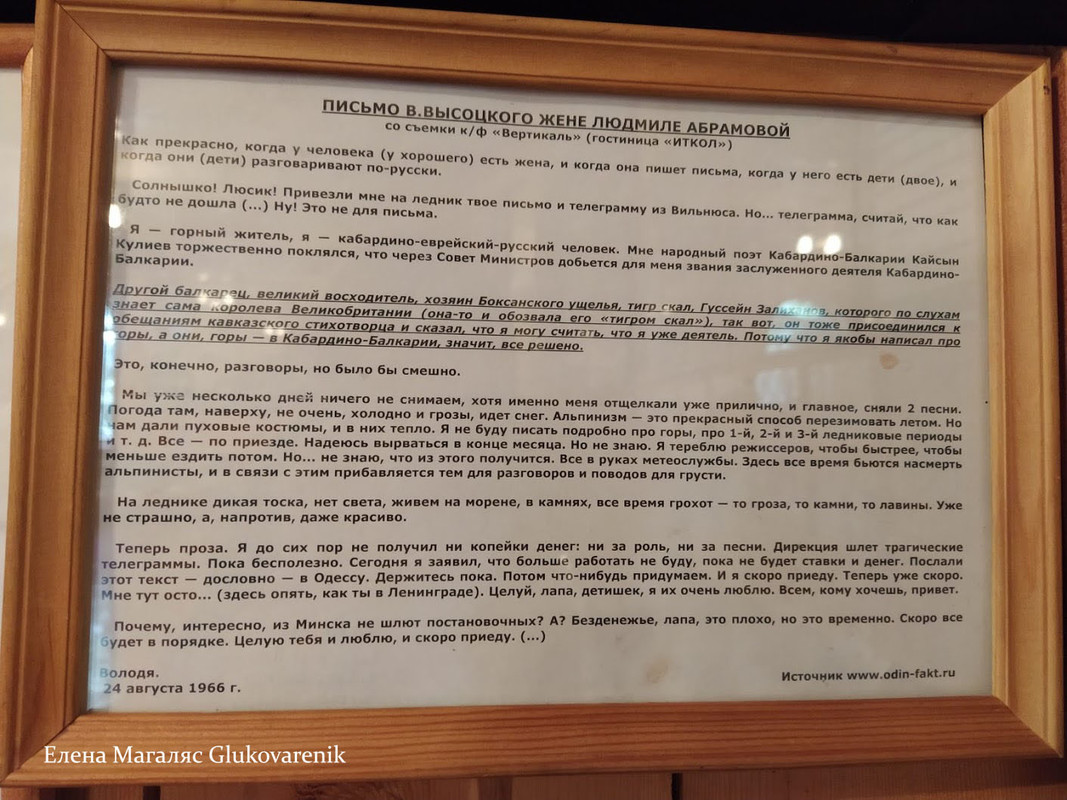 ПИСЬМО В.ВЫСОЦКОГО ЖЕНЕ ЛЮДМИЛЕ АБРАМОВОЙ
со съемки к/ф «Вертикаль» (гостиница «ИТКОЛ»)
Как прекрасно, когда у человека (у хорошего) есть жена, и когда она пишет письма, когда у него есть дети (двое), и
когда они (дети) разговаривают по-русски.
Солнышко! Люсик! Привезли мне на ледник твое письмо и телеграмму из Вильнюса. Но... телеграмма, считай, что как
будто не дошла (...) Ну! Это не для письма.
Я — горный житель, я — кабардино-еврейский-русский человек. Мне народный поэт Кабардино-Балкарии Кайсын
Кулиев торжественно поклялся, что через Совет Министров добьется для меня звания заслуженного деятеля Кабардино-
Балкарии.
Другой балкарец, великий восходитель, хозяин Боксанского ущелья, тигр скал, Гуссейн Залиханов, которого по слухам
знает сама королева Великобритании (она-то и обозвала его «тигром скал»), так вот, он тоже присоединился к
обещаниям кавказского стихотворца и сказал, что я могу считать, что я уже деятель. Потому что я якобы написал про
горы, а они, горы — в Кабардино-Балкарии, значит, все решено.
Это, конечно, разговоры, но было бы смешно.
Мы уже несколько дней ничего не снимаем, хотя именно меня отщелкали уже прилично, и главное, сняли 2 песни.
Погода там, наверху, не очень, холодно и грозы, идет снег. Альпинизм — это прекрасный способ перезимовать летом. Но
нам дали пуховые костюмы, и в них тепло. Я не буду писать подробно про горы, про 1-й, 2-й и 3-й ледниковые периоды
и т. д. Все — по приезде. Надеюсь вырваться в конце месяца. Но не знаю. Я тереблю режиссеров, чтобы быстрее, чтобы
меньше ездить потом. Но... не знаю, что из этого получится. Все в руках метеослужбы. Здесь все время бьются насмерть
альпинисты, и в связи с этим прибавляется тем для разговоров и поводов для грусти.
На леднике дикая тоска, нет света, живем на морене, в камнях, все время грохот — то гроза, то камни, то лавины. Уже
не страшно, а, напротив, даже красиво.
Теперь проза. Я до сих пор не получил ни копейки денег: ни за роль, ни за песни. Дирекция шлет трагические
телеграммы. Пока бесполезно. Сегодня я заявил, что больше работать не буду, пока не будет ставки и денег. Послали
этот текст — дословно — в Одессу. Держитесь пока. Потом что-нибудь придумаем. И я скоро приеду. Теперь уже скоро.
Мне тут осто... (здесь опять, как ты в Ленинграде). Целуй, лапа, детишек, я их очень люблю. Всем, кому хочешь, привет.
Почему, интересно, из Минска не шлют постановочных? А? Безденежье, лапа, это плохо, но это временно. Скоро все
будет в порядке. Целую тебя и люблю, и скоро приеду. (...)
Володя.
24 августа 1966 г.
Источник www.odin-fakt.ru
Елена Магаляс Glukovarenik